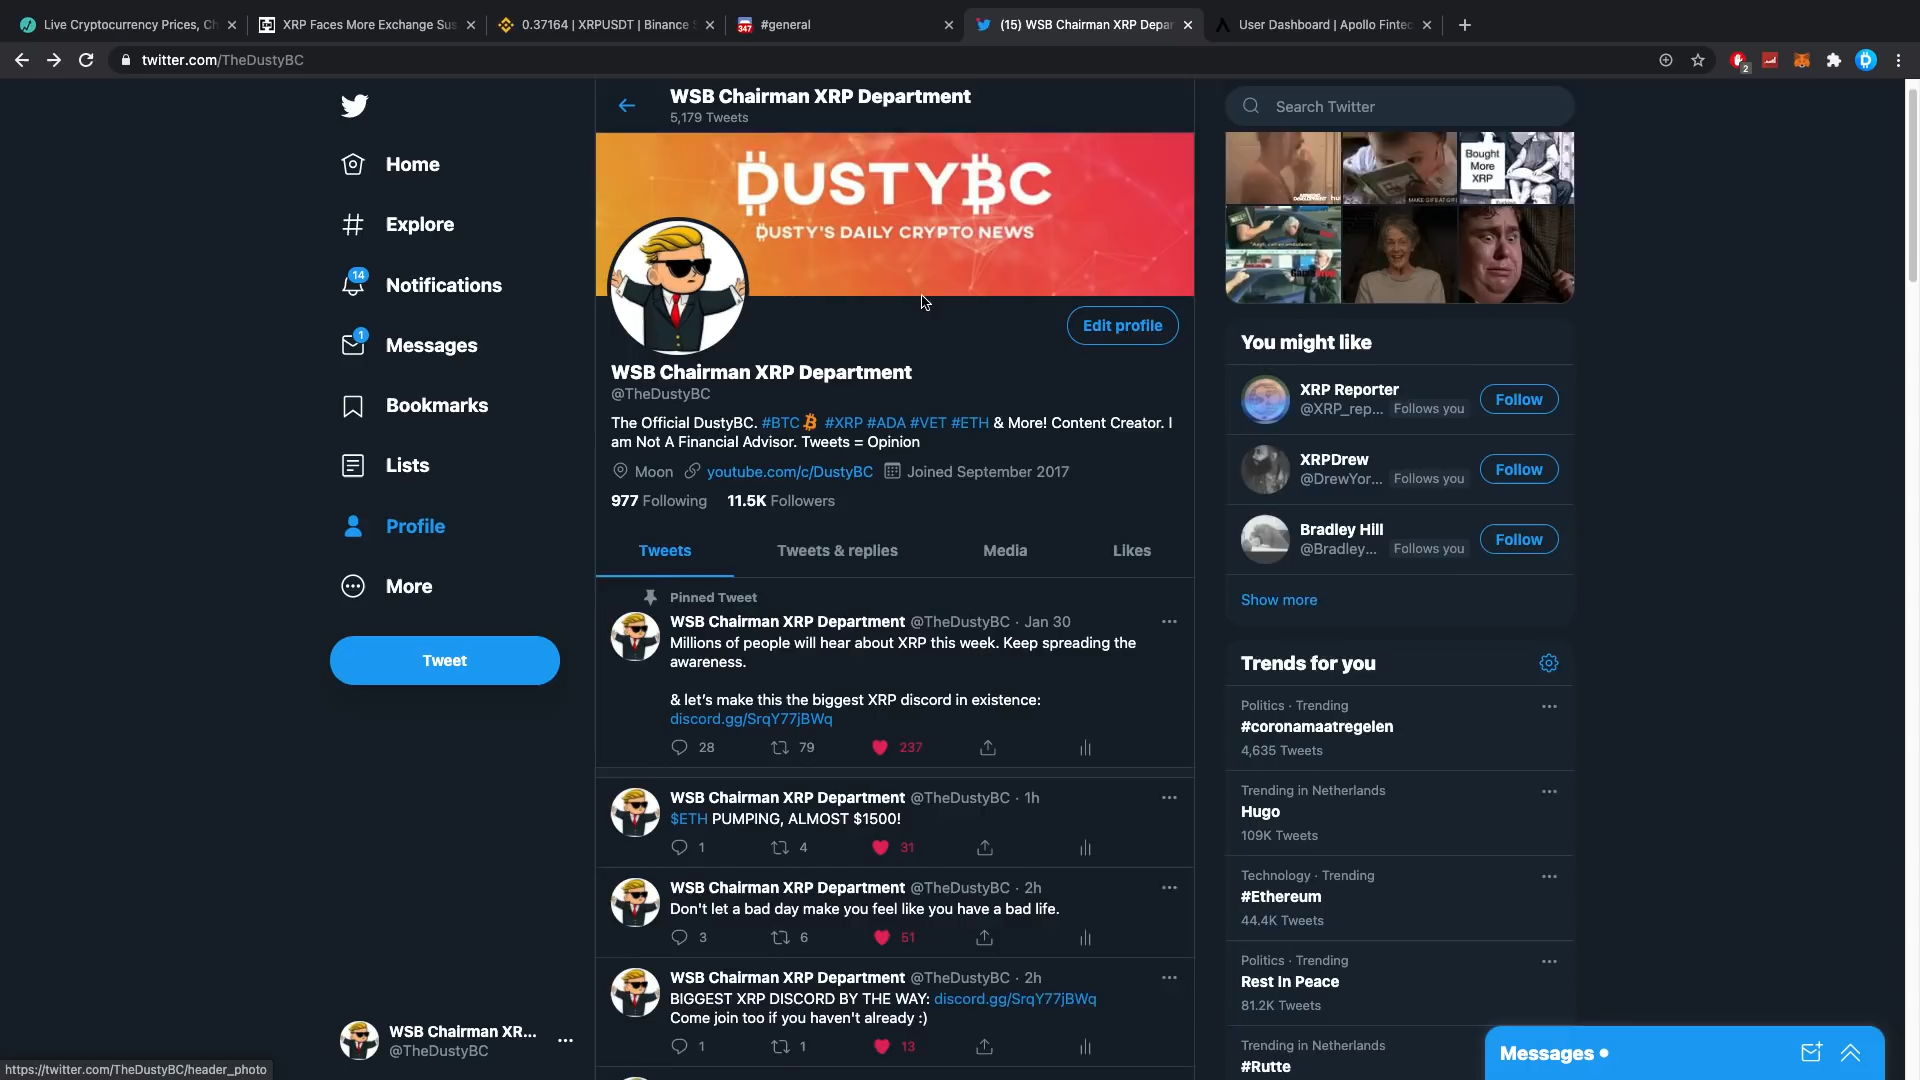 Live Cryptocurrency Prices, Ch
XRP Faces More Exchange Sus
0.37164 | XRPUSDT | Binance S
347
#general
(15) WSB Chairman XRP Depar
User Dashboard | Apollo Fintec
twitter.com/TheDustyBC
2
WSB Chairman XRP Department
5,179 Tweets
Home
Explore
14
Notifications
1
Messages
Bookmarks
Lists
Profile
More
Tweet
WSB Chairman XR...
@TheDustyBC
https://twitter.com/TheDustyBC/header_photo
DUSTYBC
DUSTY'S DAILY CRYPTO NEWS
Edit profile
WSB Chairman XRP Department
@TheDustyBC
The Official DustyBC. #BTC #XRP #ADA #VET #ETH & More! Content Creator. I
am Not A Financial Advisor. Tweets = Opinion
Moon youtube.com/c/DustyBC Joined September 2017
977 Following 11.5K Followers
Tweets Tweets & replies Media Likes
Pinned Tweet
WSB Chairman XRP Department @TheDustyBC · Jan 30
Millions of people will hear about XRP this week. Keep spreading the
awareness.
& let's make this the biggest XRP discord in existence:
discord.gg/SrqY77jBWq
28 79 237
WSB Chairman XRP Department @TheDustyBC · 1h
$ETH PUMPING, ALMOST $1500!
1 4 31
WSB Chairman XRP Department @TheDustyBC · 2h
Don't let a bad day make you feel like you have a bad life.
3 6 51
WSB Chairman XRP Department @TheDustyBC · 2h
BIGGEST XRP DISCORD BY THE WAY: discord.gg/SrqY77jBWq
Come join too if you haven't already :)
1 1 13
Search Twitter
Bought
More
XRP
You might like
XRP Reporter
@XRP_rep... Follows you
Follow
XRPDrew
@DrewYor... Follows you
Follow
Bradley Hill
@Bradley... Follows you
Follow
Show more
Trends for you
Politics · Trending
#coronamaatregelen
4,635 Tweets
Trending in Netherlands
Hugo
109K Tweets
Technology · Trending
#Ethereum
44.4K Tweets
Politics · Trending
Rest In Peace
81.2K Tweets
Trending in Netherlands
#Rutte
Messages